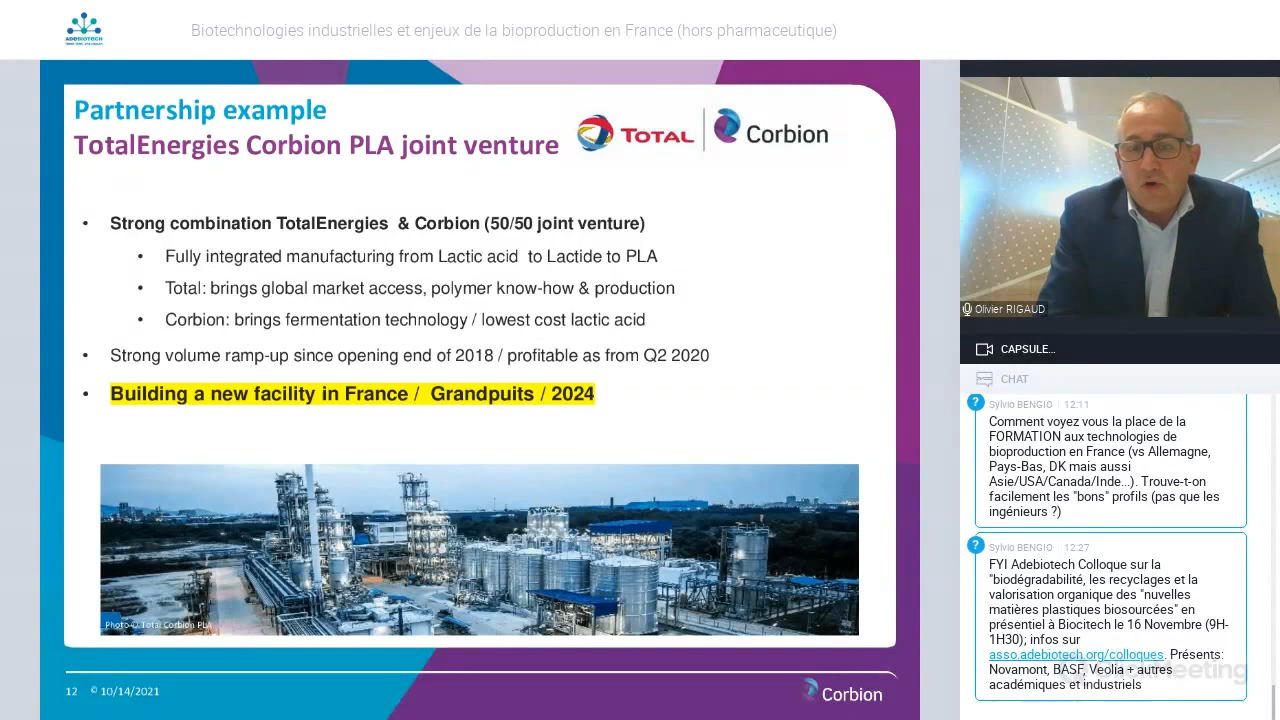 ADEBIOTECH
Biotechnologies industrielles et enjeux de la bioproduction en France (hors pharmaceutique)
Partnership example
TotalEnergies Corbion PLA joint venture
TOTAL
Corbion
• Strong combination TotalEnergies & Corbion (50/50 joint venture)
• Fully integrated manufacturing from Lactic acid to Lactide to PLA
• Total: brings global market access, polymer know-how & production
• Corbion: brings fermentation technology / lowest cost lactic acid
• Strong volume ramp-up since opening end of 2018 / profitable as from Q2 2020
• Building a new facility in France / Grandpuits / 2024
Photo © Total Corbion PLA
12 © 10/14/2021
Corbion
Olivier RIGAUD
CAPSULE...
CHAT
? Sylvio BENGIO 12:11
Comment voyez vous la place de la
FORMATION aux technologies de
bioproduction en France (vs Allemagne,
Pays-Bas, DK mais aussi
Asie/USA/Canada/Inde...). Trouve-t-on
facilement les "bons" profils (pas que les
ingénieurs ?)
? Sylvio BENGIO 12:27
FYI Adebiotech Colloque sur la
"biodégradabilité, les recyclages et la
valorisation organique des "nuvelles
matières plastiques biosourcées" en
présentiel à Biocitech le 16 Novembre (9H-
1H30); infos sur
asso.adebiotech.org/colloques. Présents:
Novamont, BASF, Veolia + autres
académiques et industriels
ClickMeeting